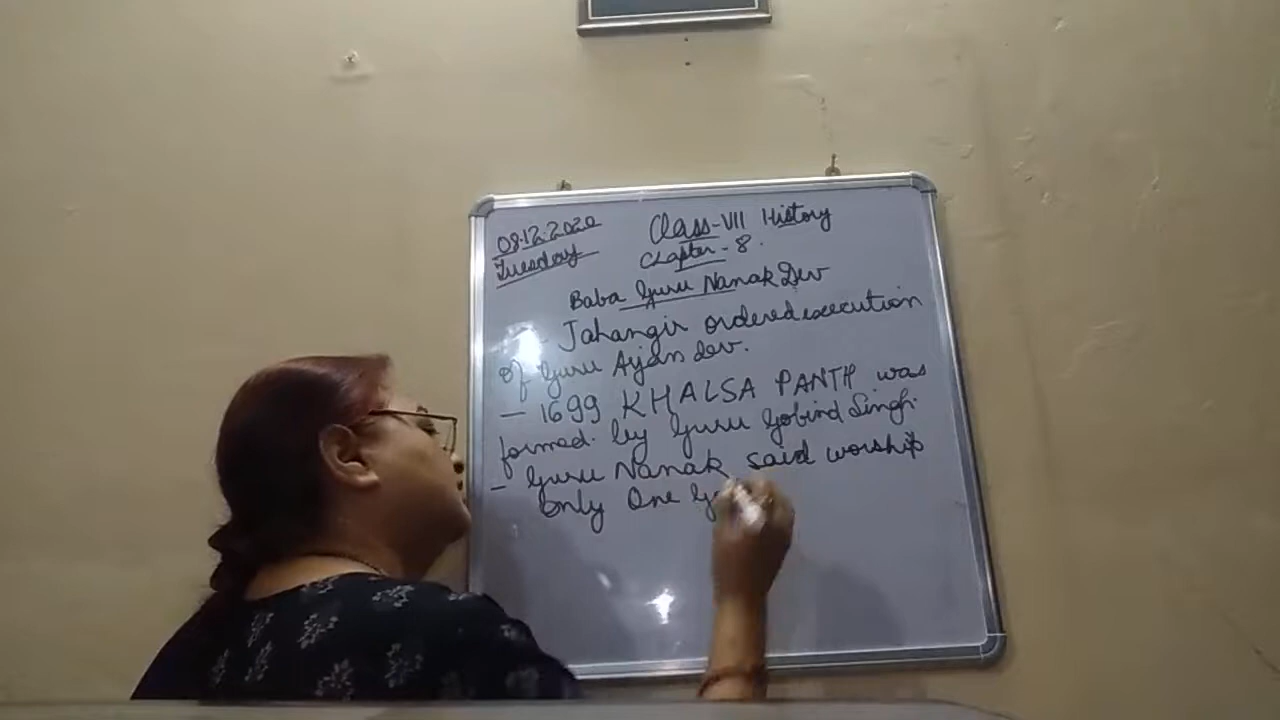 08.12.2020
Tuesday
Class-VII History
Chapter-8.
Baba Guru Nanak Dev
- Jahangir ordered execution
of Guru Arjan dev.
- 1699 KHALSA PANTH was
formed. by Guru Gobind Singh.
- Guru Nanak said worship
only One Go